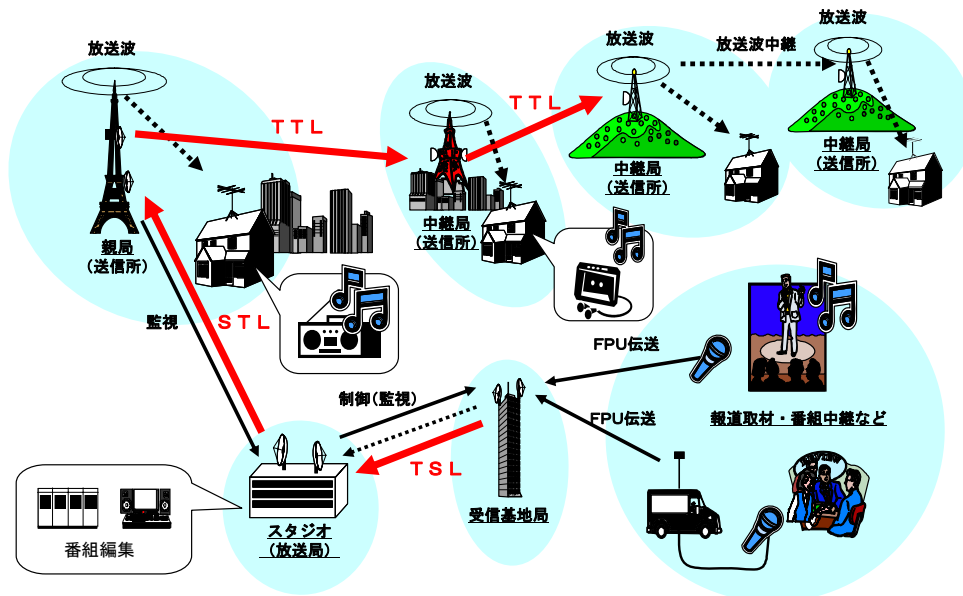 放送波
放送波
放送波
放送波中継
放送波
TTL
TTL
親局
(送信所)
中継局
(送信所)
中継局
(送信所)
中継局
(送信所)
監視
STL
FPU伝送
制御(監視)
FPU伝送
報道取材・番組中継など
TSL
受信基地局
スタジオ
(放送局)
番組編集